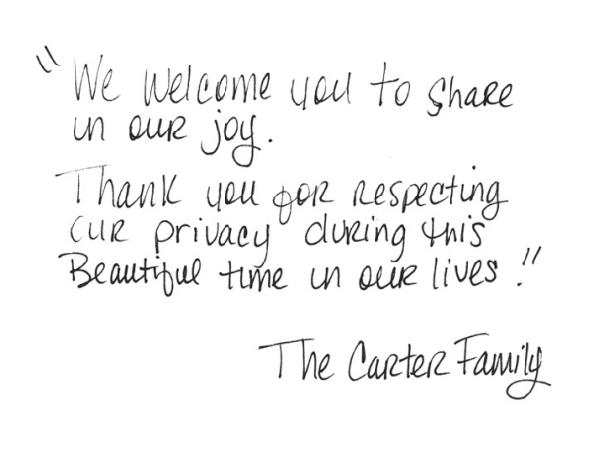 "We welcome you to share
in our joy.
Thank you for respecting
our privacy during this
Beautiful time in our lives."
The Carter Family